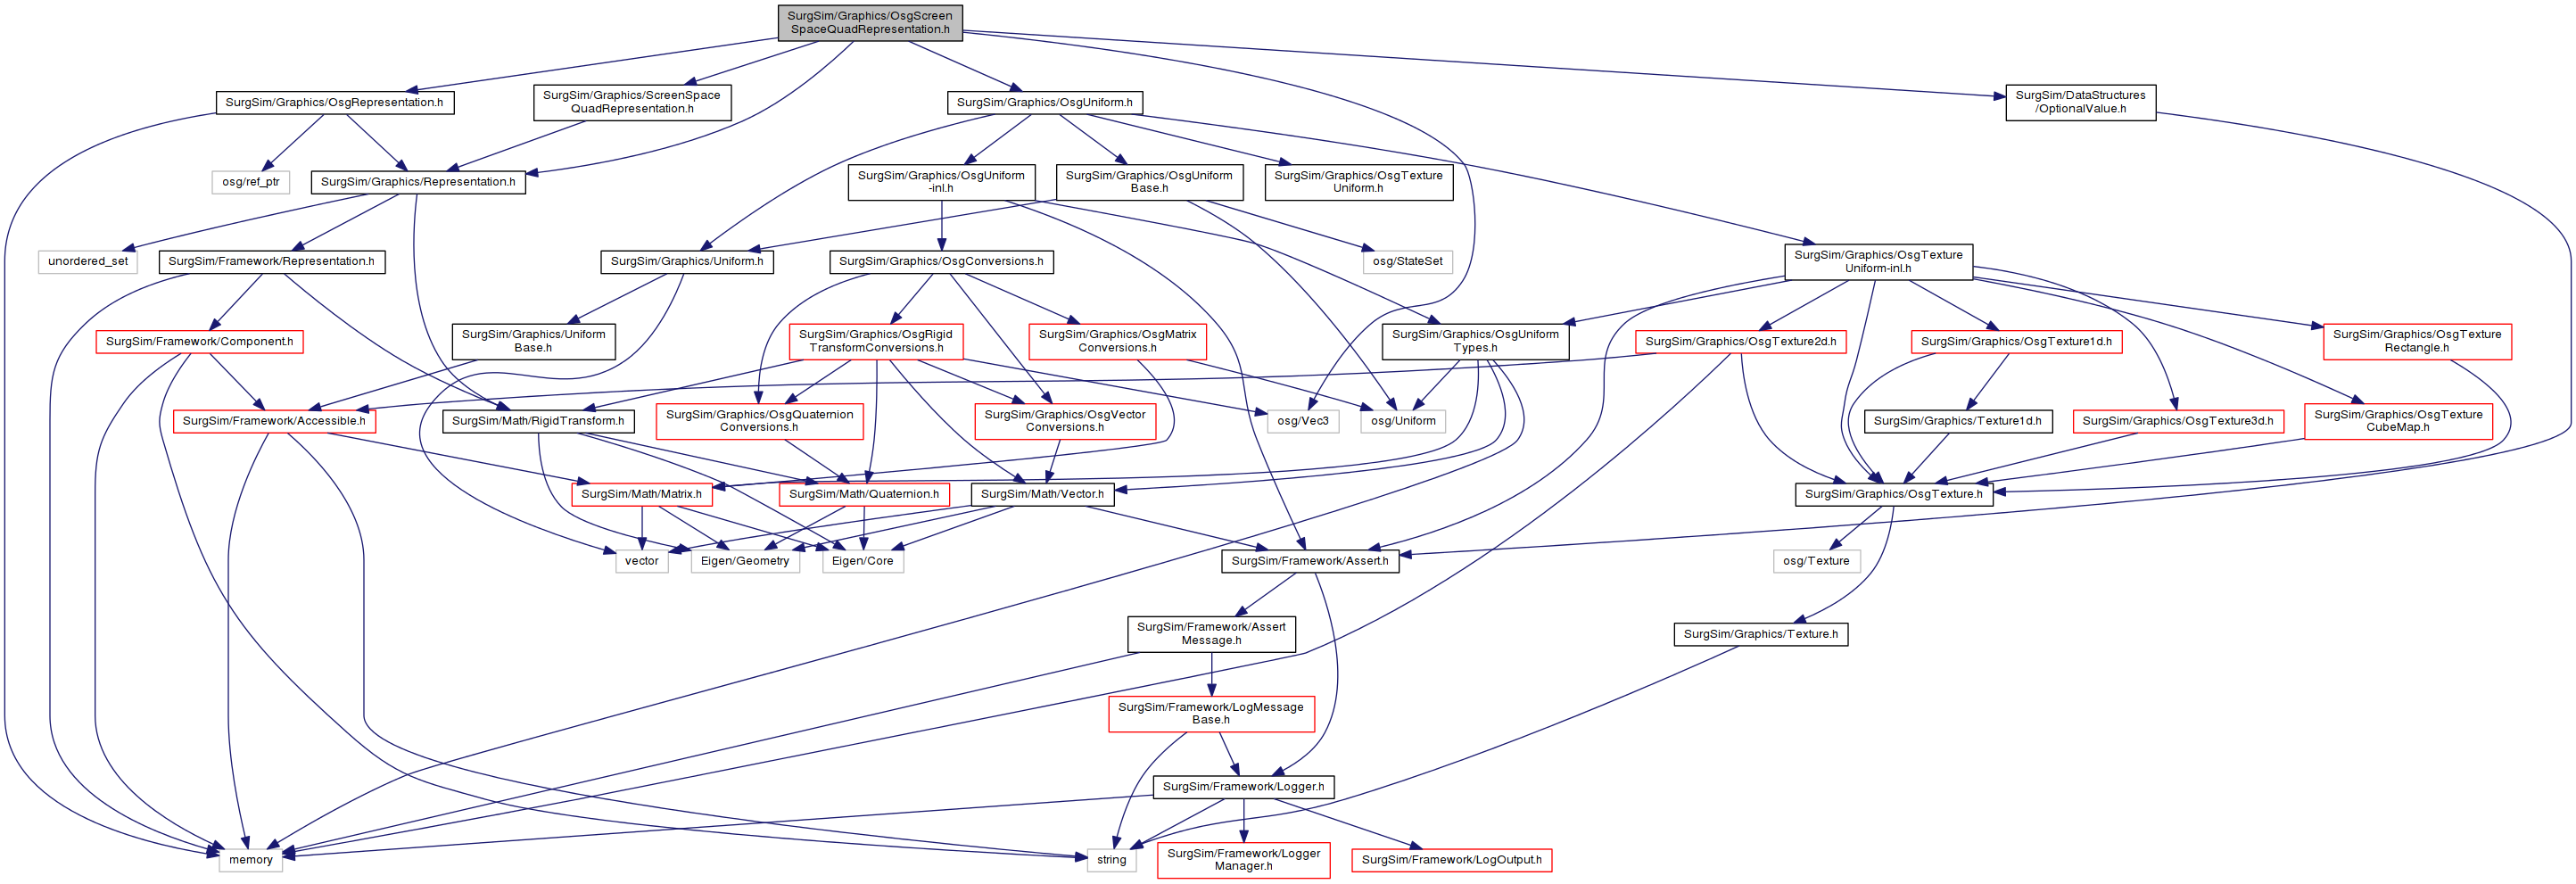 SurgSim/Graphics/OsgScreen
SpaceQuadRepresentation.h
SurgSim/Graphics/OsgRepresentation.h
SurgSim/Graphics/ScreenSpace
QuadRepresentation.h
SurgSim/Graphics/OsgUniform.h
SurgSim/DataStructures
/OptionalValue.h
osg/ref_ptr
SurgSim/Graphics/Representation.h
SurgSim/Graphics/OsgUniform
-inl.h
SurgSim/Graphics/OsgUniform
Base.h
SurgSim/Graphics/OsgTexture
Uniform.h
unordered_set
SurgSim/Framework/Representation.h
SurgSim/Graphics/Uniform.h
SurgSim/Graphics/OsgConversions.h
osg/StateSet
SurgSim/Graphics/OsgTexture
Uniform-inl.h
SurgSim/Framework/Component.h
SurgSim/Graphics/Uniform
Base.h
SurgSim/Graphics/OsgRigid
TransformConversions.h
SurgSim/Graphics/OsgMatrix
Conversions.h
SurgSim/Graphics/OsgUniform
Types.h
SurgSim/Graphics/OsgTexture2d.h
SurgSim/Graphics/OsgTexture1d.h
SurgSim/Graphics/OsgTexture
Rectangle.h
SurgSim/Framework/Accessible.h
SurgSim/Math/RigidTransform.h
SurgSim/Graphics/OsgQuaternion
Conversions.h
SurgSim/Graphics/OsgVector
Conversions.h
osg/Vec3
osg/Uniform
SurgSim/Graphics/Texture1d.h
SurgSim/Graphics/OsgTexture3d.h
SurgSim/Graphics/OsgTexture
CubeMap.h
SurgSim/Math/Matrix.h
SurgSim/Math/Quaternion.h
SurgSim/Math/Vector.h
SurgSim/Graphics/OsgTexture.h
vector
Eigen/Geometry
Eigen/Core
SurgSim/Framework/Assert.h
osg/Texture
SurgSim/Framework/Assert
Message.h
SurgSim/Graphics/Texture.h
SurgSim/Framework/LogMessage
Base.h
SurgSim/Framework/Logger.h
memory
string
SurgSim/Framework/Logger
Manager.h
SurgSim/Framework/LogOutput.h